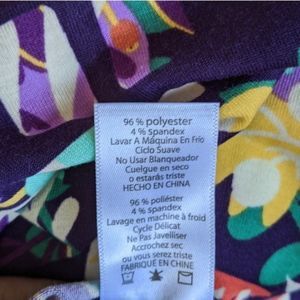 96 % polyester
4 % spandex
Lavar A Máquina En Frío
Ciclo Suave
No Usar Blanqueador
Cuelgue en seco
o estarás triste
HECHO EN CHINA
96 % poliéster
4 % spandex
Lavage en machine à froid
Cycle Délicat
Ne Pas Javelliser
Accrochez sec
ou vous serez triste
FABRIQUÉ EN CHINE